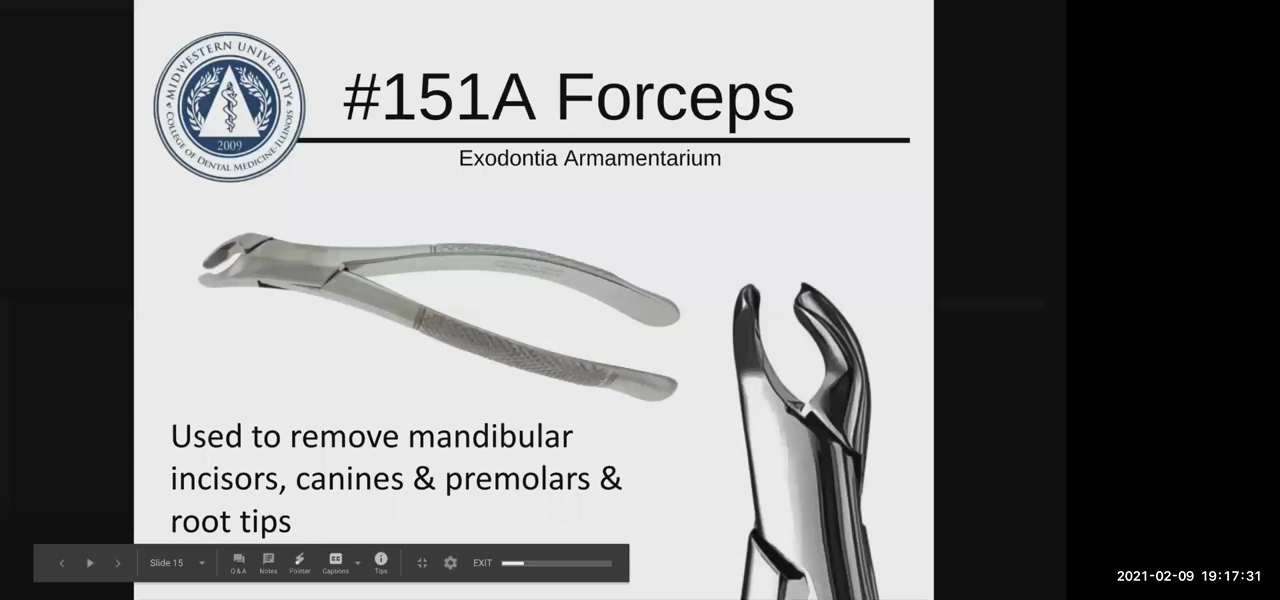 MIDWESTERN UNIVERSITY
COLLEGE OF DENTAL MEDICINE-ILLINOIS
2009
#151A Forceps
Exodontia Armamentarium
Used to remove mandibular
incisors, canines & premolars &
root tips
Slide 15
Q&A
Notes
Pointer
Captions
Tips
EXIT
2021-02-09 19:17:31